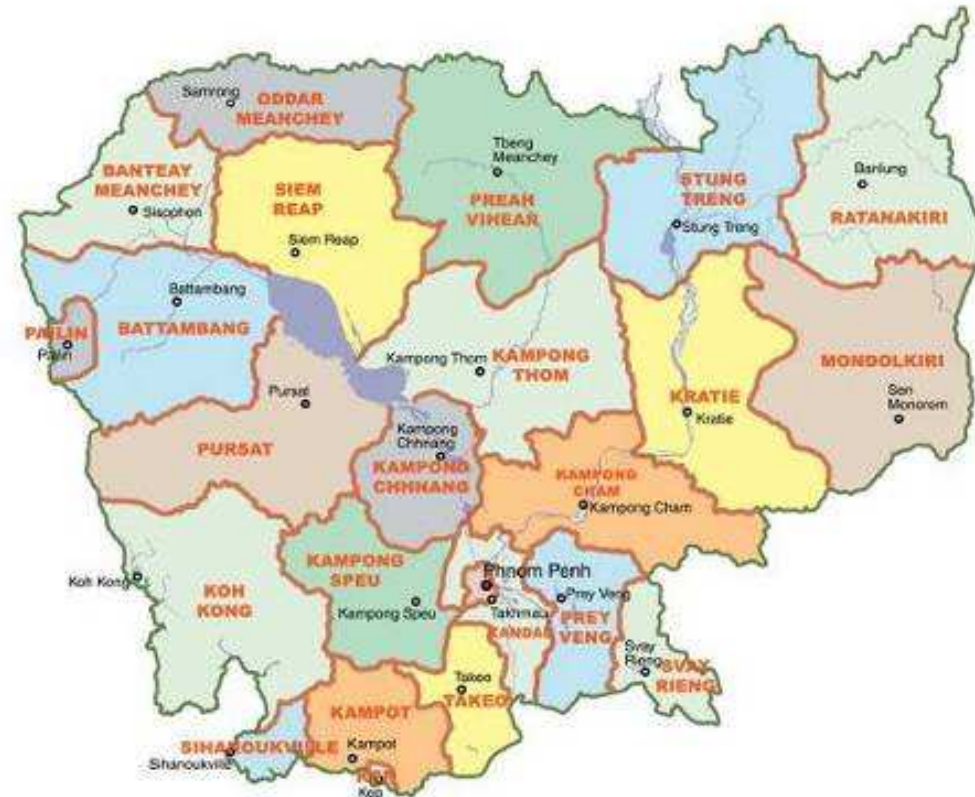 Samrong
ODDAR
MEANCHEY
Tbeng
Meanchey
BANTEAY
MEANCHEY
Sisophon
SIEM
REAP
Siem Reap
PREAH
VIHEAR
STUNG
TRENG
Stung Treng
Banlung
RATANAKIRI
Battambang
BATTAMBANG
PAILIN
Pailin
Kampong Thom
KAMPONG
THOM
KRATIE
Kratie
MONDOLKIRI
Sen
Monorom
Pursat
PURSAT
Kampong
Chhnang
KAMPONG
CHHNANG
KAMPONG
CHAM
Kampong Cham
Koh Kong
KOH
KONG
KAMPONG
SPEU
Kampong Speu
Phnom Penh
Takhmau
KANDAL
Prey Veng
PREY
VENG
Svay
Rieng
SVAY
RIENG
Takeo
TAKEO
KAMPOT
Kampot
SIHANOUKVILLE
Sihanoukville
KEP
Kep